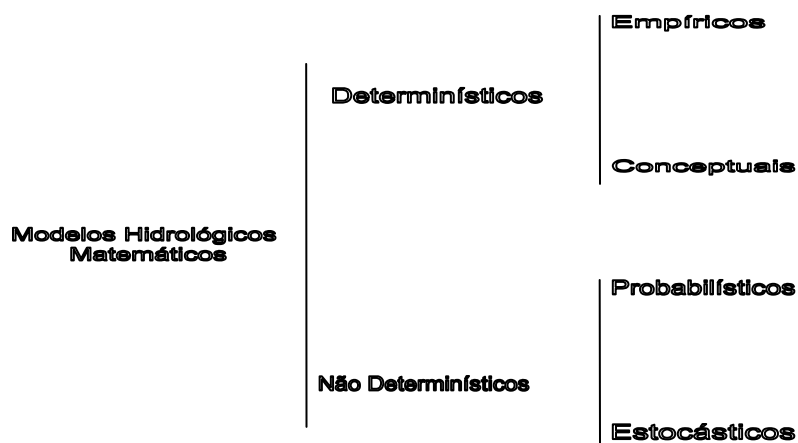 Modelos Hidrológicos
Matemáticos
Determinísticos
Empíricos
Conceptuais
Não Determinísticos
Probabilísticos
Estocásticos